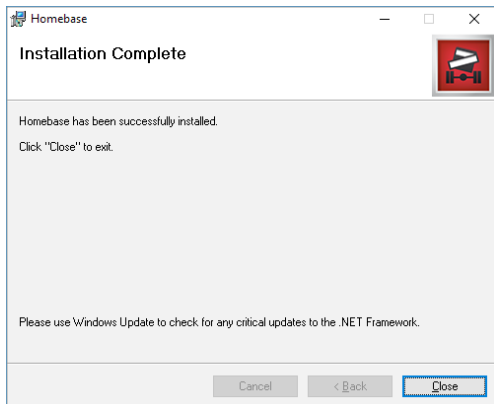 Homebase
Installation Complete
Homebase has been successfully installed.
Click "Close" to exit.
Please use Windows Update to check for any critical updates to the .NET Framework.
Cancel
< Back
Close